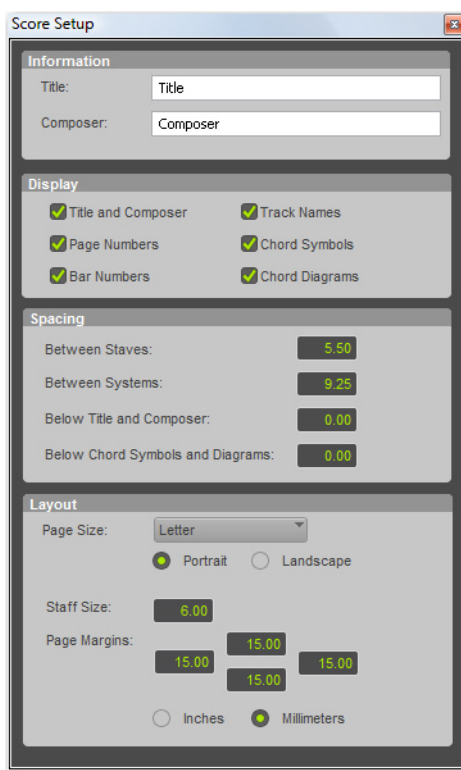 Score Setup
Information
Title: Title
Composer: Composer
Display
Title and Composer Track Names
Page Numbers Chord Symbols
Bar Numbers Chord Diagrams
Spacing
Between Staves: 5.50
Between Systems: 9.25
Below Title and Composer: 0.00
Below Chord Symbols and Diagrams: 0.00
Layout
Page Size: Letter
Portrait Landscape
Staff Size: 6.00
Page Margins: 15.00
15.00 15.00
15.00
Inches Millimeters